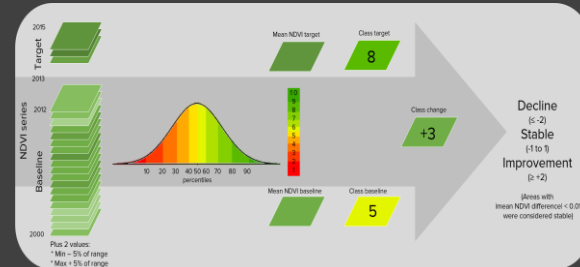 2015
Target
2013
2012
NDVI series
Baseline
2000
Plus 2 values:
* Min – 5% of range
* Max + 5% of range
10 20 30 40 50 60 70 80 90
percentiles
10
9
8
7
6
5
4
3
2
1
Mean NDVI target
Class target
8
Class change
+3
Mean NDVI baseline
Class baseline
5
Decline
(≤ -2)
Stable
(-1 to 1)
Improvement
(≥ +2)
(Areas with
were considered stable)